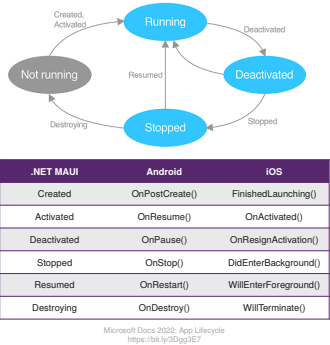 Created,
Activated
Running
Deactivated
Not running
Resumed
Deactivated
Destroying
Stopped
Stopped
.NET MAUI Android iOS
Created OnPostCreate() FinishedLaunching()
Activated OnResume() OnActivated()
Deactivated OnPause() OnResignActivation()
Stopped OnStop() DidEnterBackground()
Resumed OnRestart() WillEnterForeground()
Destroying OnDestroy() WillTerminate()
Microsoft Docs 2022: App Lifecycle
https://bit.ly/3Dgg3E7